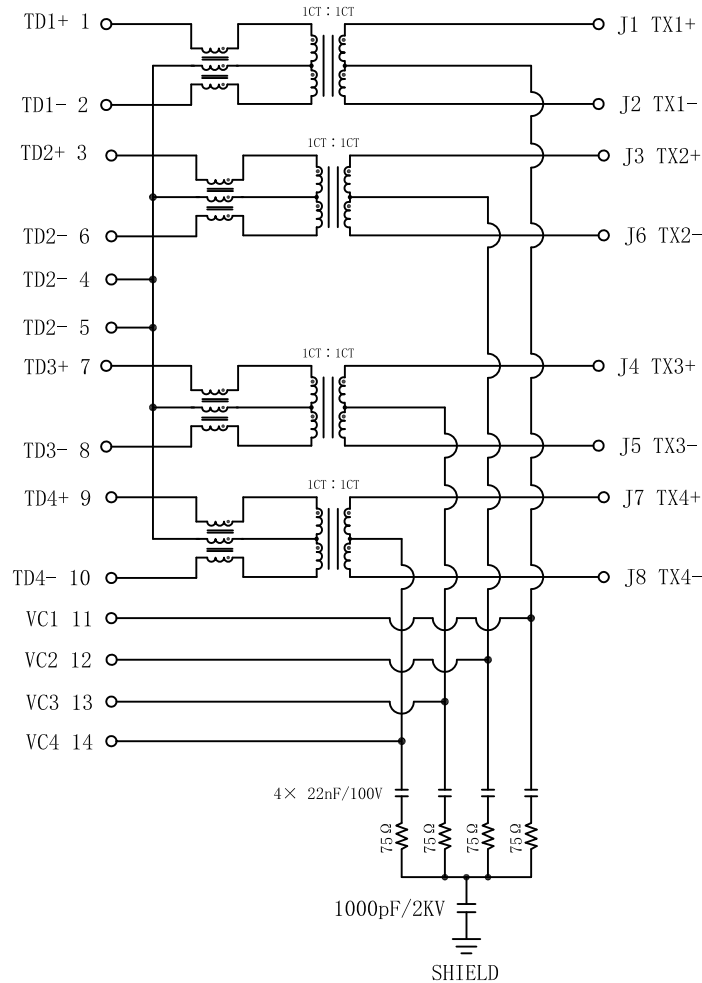 1CT : 1CT
TD1+ 1
J1 TX1+
TD1- 2
J2 TX1-
1CT : 1CT
TD2+ 3
J3 TX2+
TD2- 6
J6 TX2-
TD2- 4
TD2- 5
1CT : 1CT
TD3+ 7
J4 TX3+
TD3- 8
J5 TX3-
1CT : 1CT
TD4+ 9
J7 TX4+
TD4- 10
J8 TX4-
VC1 11
VC2 12
VC3 13
VC4 14
4× 22nF/100V
75Ω
75Ω
75Ω
75Ω
1000pF/2KV
SHIELD